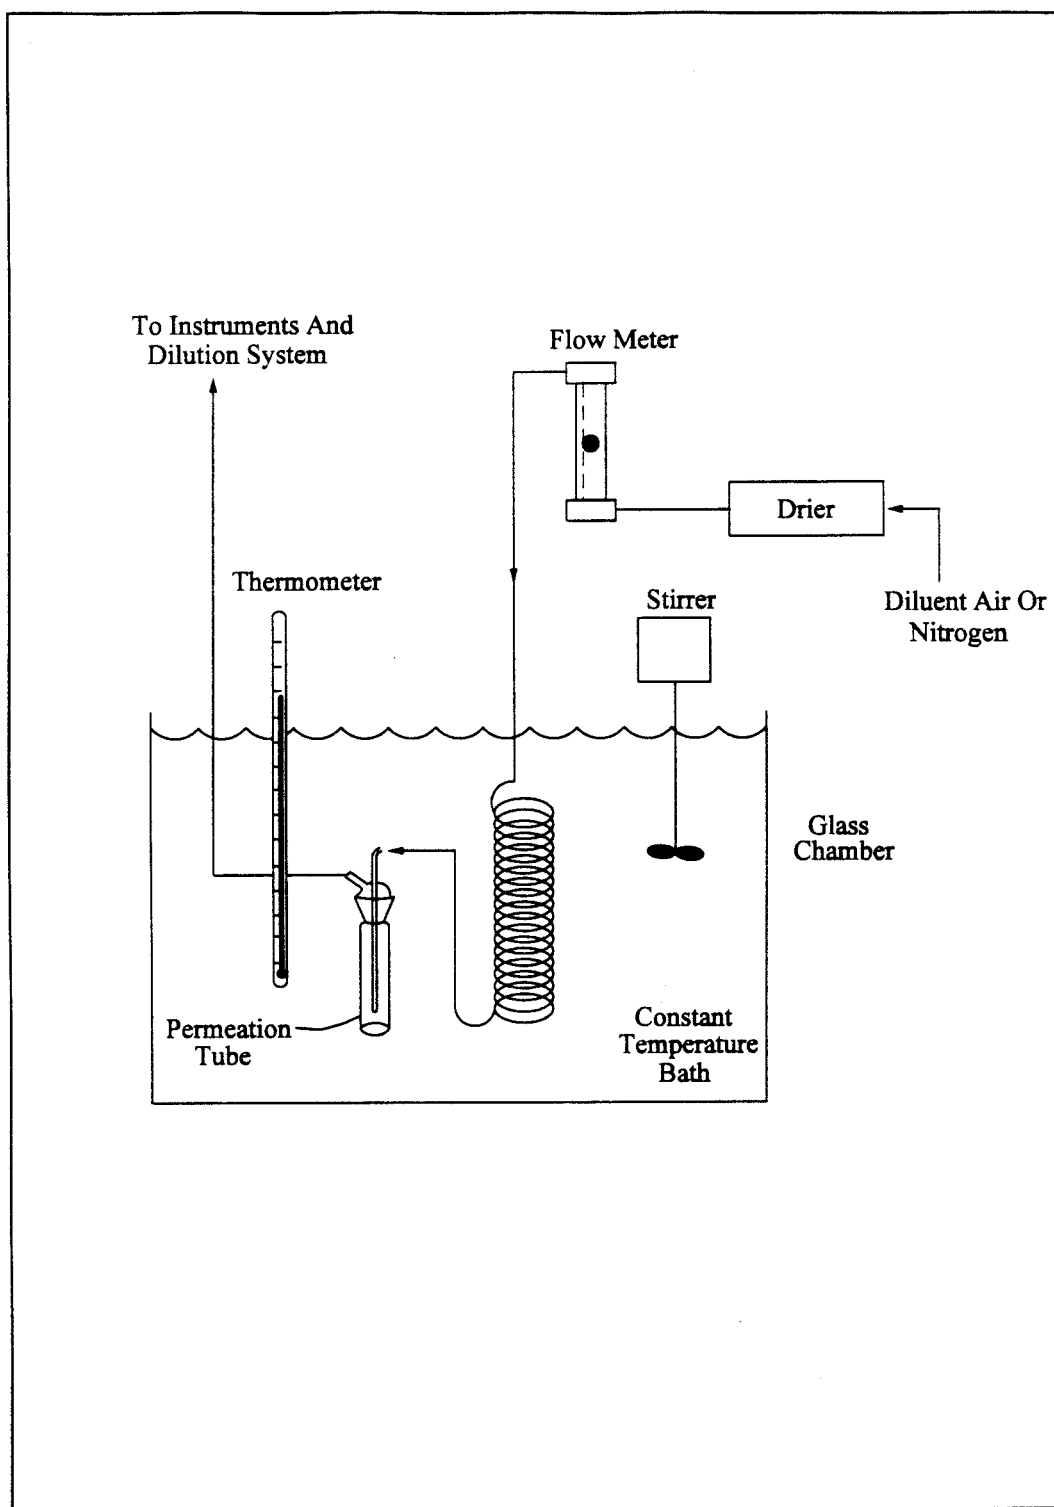 To Instruments And
Dilution System
Flow Meter
Drier
Thermometer
Stirrer
Diluent Air Or
Nitrogen
Glass
Chamber
Permeation
Tube
Constant
Temperature
Bath